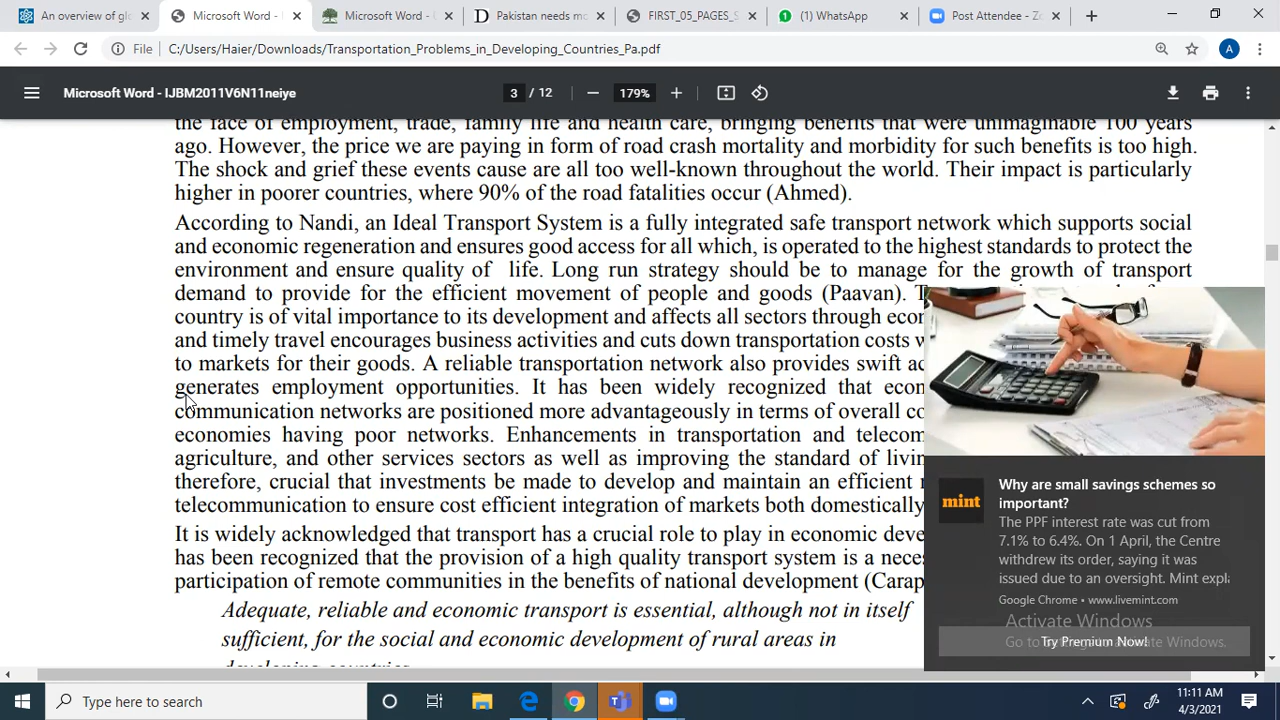 An overview of glo
Microsoft Word -
Microsoft Word - 
Pakistan needs mo
FIRST_05_PAGES_S
(1) WhatsApp
Post Attendee - Zo
File
C:/Users/Haier/Downloads/Transportation_Problems_in_Developing_Countries_Pa.pdf
A
Microsoft Word - IJBM2011V6N11neiye
3 / 12
179%
the face of employment, trade, family life and health care, bringing benefits that were unimaginable 100 years
ago. However, the price we are paying in form of road crash mortality and morbidity for such benefits is too high.
The shock and grief these events cause are all too well-known throughout the world. Their impact is particularly
higher in poorer countries, where 90% of the road fatalities occur (Ahmed).
According to Nandi, an Ideal Transport System is a fully integrated safe transport network which supports social
and economic regeneration and ensures good access for all which, is operated to the highest standards to protect the
environment and ensure quality of life. Long run strategy should be to manage for the growth of transport
demand to provide for the efficient movement of people and goods (Paavan).
country is of vital importance to its development and affects all sectors through
and timely travel encourages business activities and cuts down transportation costs
to markets for their goods. A reliable transportation network also provides swift
generates employment opportunities. It has been widely recognized that
communication networks are positioned more advantageously in terms of overall
economies having poor networks. Enhancements in transportation and
agriculture, and other services sectors as well as improving the standard of
therefore, crucial that investments be made to develop and maintain an efficient
telecommunication to ensure cost efficient integration of markets both domestically
It is widely acknowledged that transport has a crucial role to play in economic
has been recognized that the provision of a high quality transport system is a
participation of remote communities in the benefits of national development
Adequate, reliable and economic transport is essential, although not in itself
sufficient, for the social and economic development of rural areas in
developing countries
mint
Why are small savings schemes so
important?
The PPF interest rate was cut from
7.1% to 6.4%. On 1 April, the Centre
withdrew its order, saying it was
issued due to an oversight. Mint expla
Google Chrome • www.livemint.com
Activate Windows
Try Premium Now!
Type here to search
11:11 AM
4/3/2021